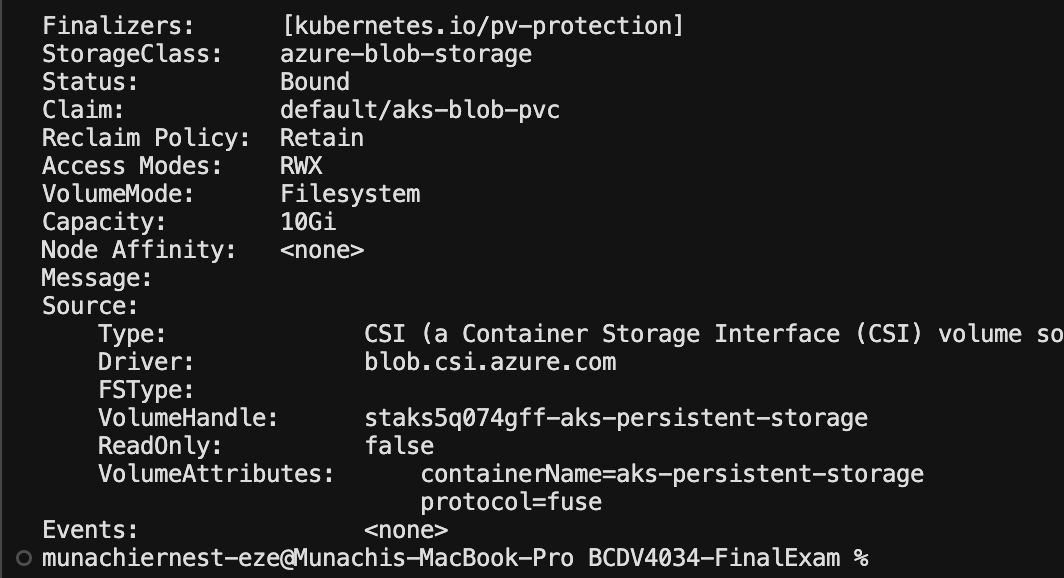 Finalizers:      [kubernetes.io/pv-protection]
StorageClass:    azure-blob-storage
Status:          Bound
Claim:           default/aks-blob-pvc
Reclaim Policy:  Retain
Access Modes:    RWX
VolumeMode:      Filesystem
Capacity:        10Gi
Node Affinity:   <none>
Message:
Source:
    Type:              CSI (a Container Storage Interface (CSI) volume so
    Driver:            blob.csi.azure.com
    FSType:
    VolumeHandle:      staks5q074gff-aks-persistent-storage
    ReadOnly:          false
    VolumeAttributes:      containerName=aks-persistent-storage
                           protocol=fuse
Events:                <none>
munachiernest-eze@Munachis-MacBook-Pro BCDV4034-FinalExam %